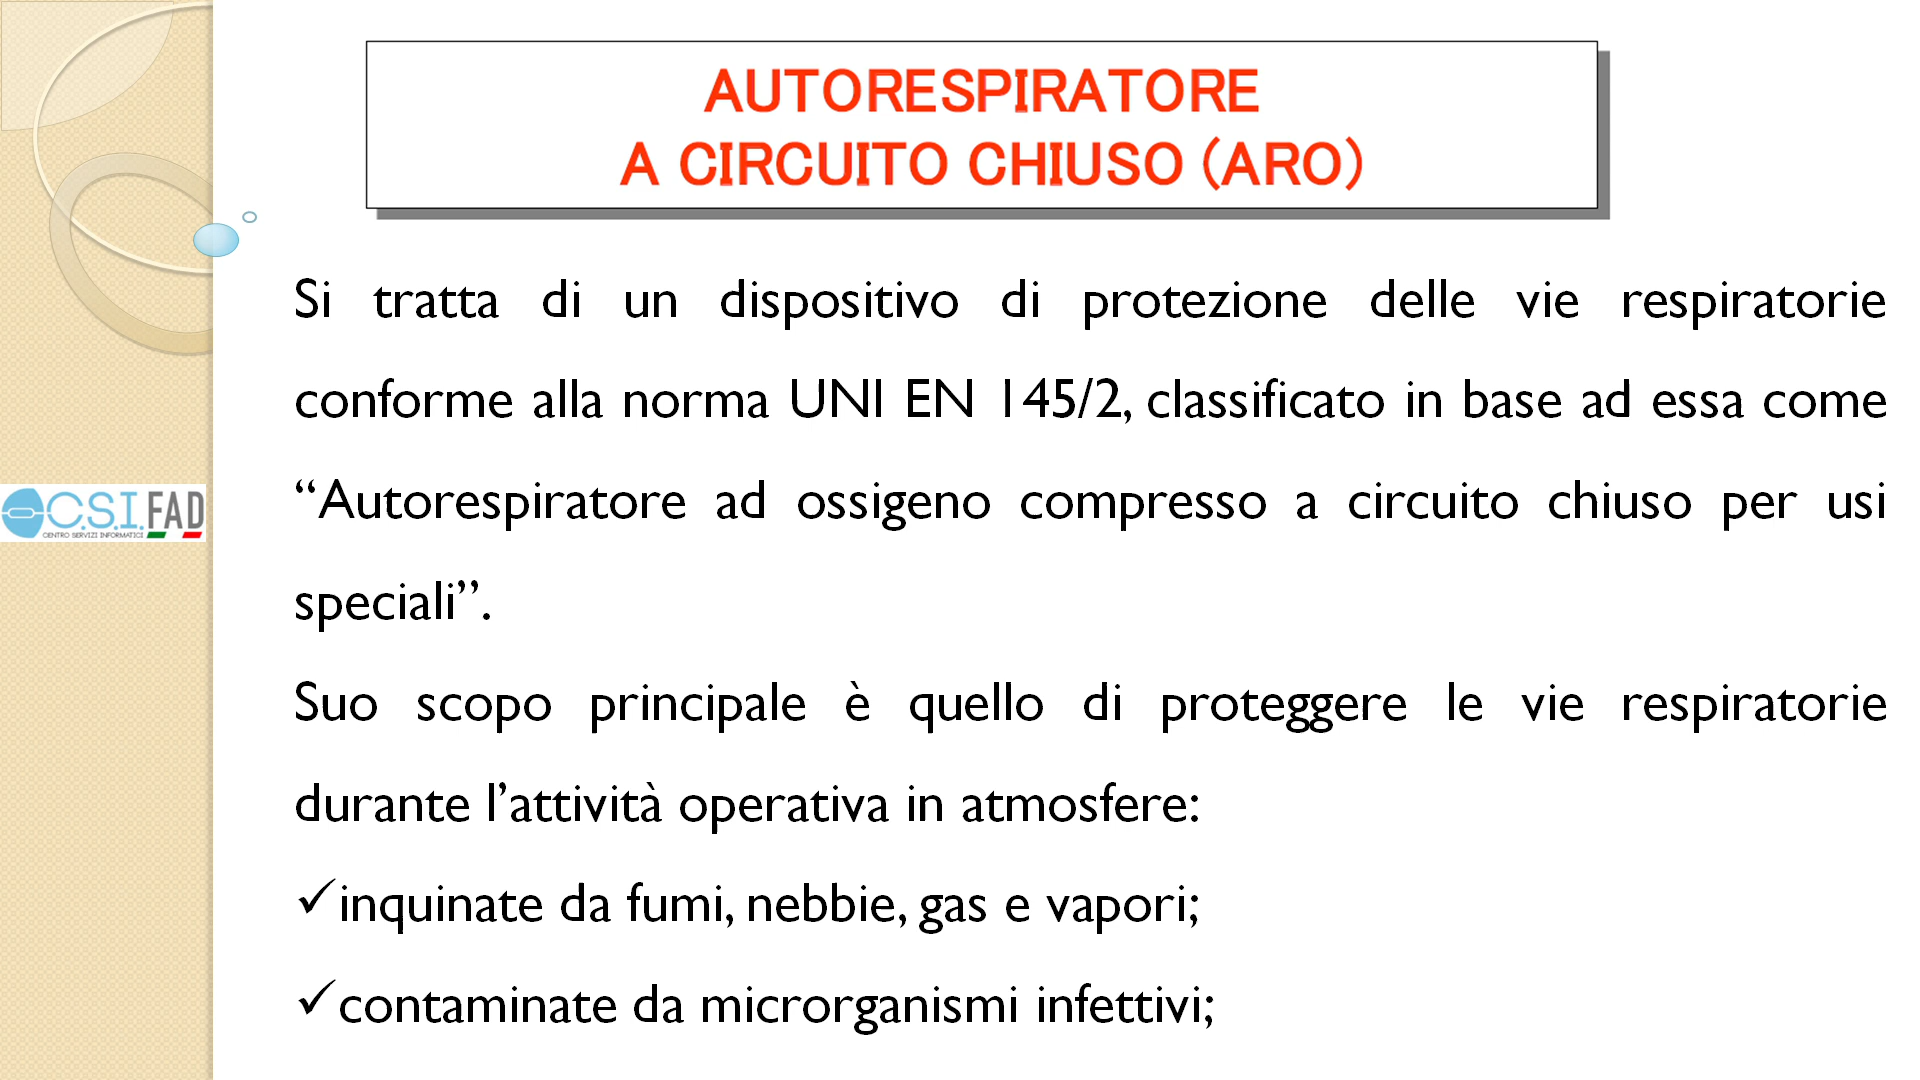 AUTORESPIRATORE
A CIRCUITO CHIUSO (ARO)
Si tratta di un dispositivo di protezione delle vie respiratorie
conforme alla norma UNI EN 145/2, classificato in base ad essa come
“Autorespiratore ad ossigeno compresso a circuito chiuso per usi
speciali”.
C.S.I.FAD
CENTRO SERVIZI INFORMATICI
Suo scopo principale è quello di proteggere le vie respiratorie
durante l’attività operativa in atmosfere:
✓inquinate da fumi, nebbie, gas e vapori;
✓contaminate da microrganismi infettivi;